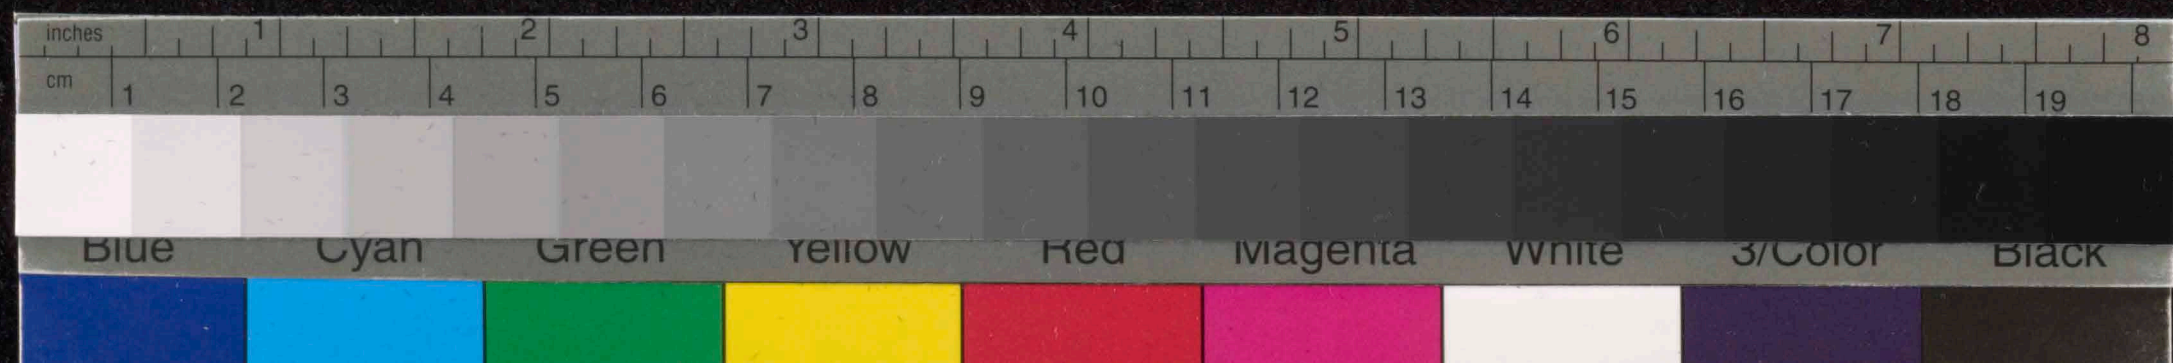 inches 1 2 3 4 5 6 7 8
cm 1 2 3 4 5 6 7 8 9 10 11 12 13 14 15 16 17 18 19
Blue Cyan Green Yellow Red Magenta White 3/Color Black